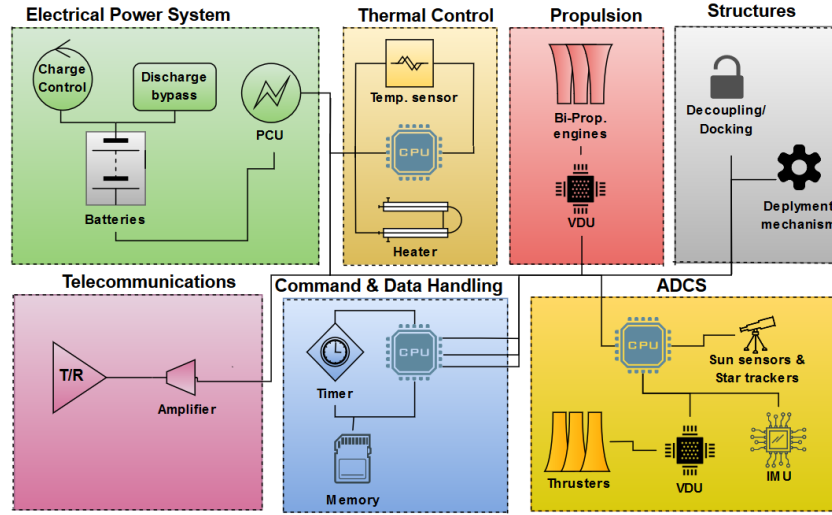 Electrical Power System
Charge
Control
Discharge
bypass
PCU
Batteries
Thermal Control
Temp. sensor
CPU
Heater
Propulsion
Bi-Prop.
engines
VDU
Structures
Decoupling/
Docking
Deplyment
mechanism
Telecommunications
T/R
Amplifier
Command & Data Handling
CPU
Timer
Memory
ADCS
CPU
Sun sensors &
Star trackers
Thrusters
VDU
IMU